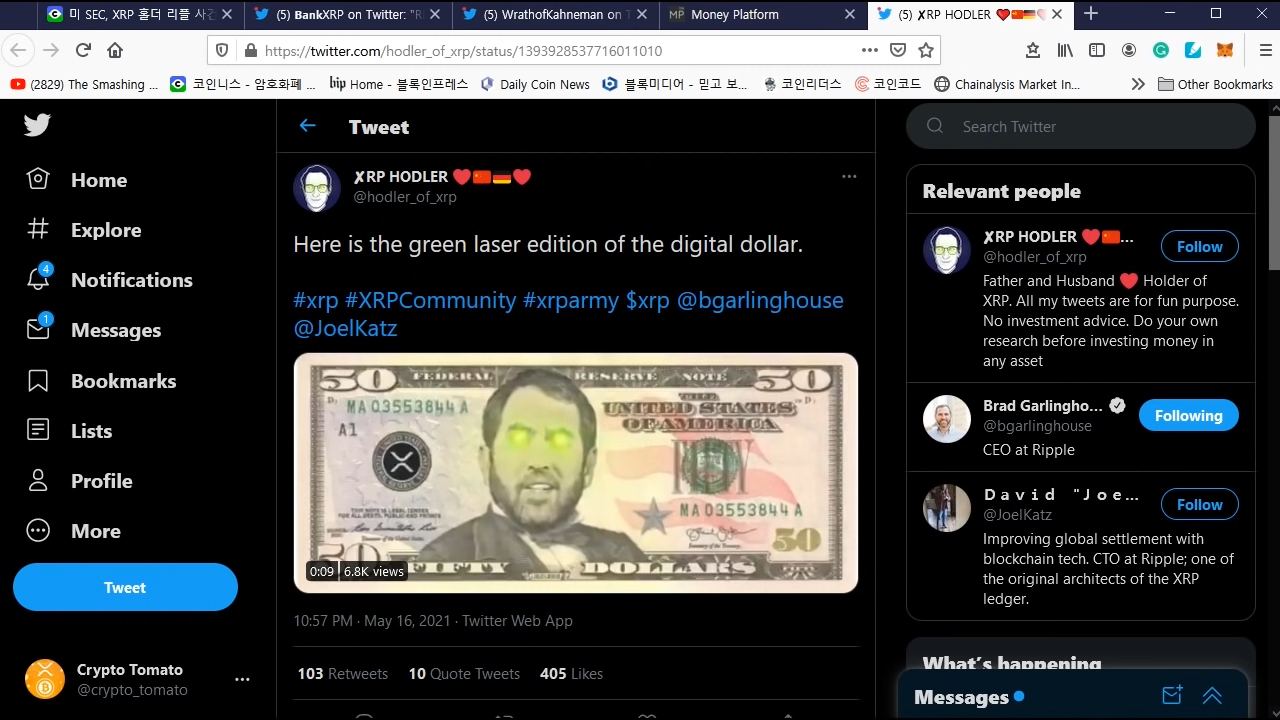 미 SEC, XRP 홀더 리플 사건
(5) BankXRP on Twitter: "R
(5) WrathofKahneman on T
Money Platform
(5) ✗RP HODLER ❤️🇨🇳🇩🇪❤️
https://twitter.com/hodler_of_xrp/status/1393928537716011010
(2829) The Smashing ...
코인니스 - 암호화폐 ...
Home - 블록인프레스
Daily Coin News
블록미디어 - 믿고 보...
코인리더스
코인코드
Chainalysis Market In...
Other Bookmarks
Home
Explore
4
Notifications
1
Messages
Bookmarks
Lists
Profile
More
Tweet
Crypto Tomato
@crypto_tomato
Tweet
✗RP HODLER ❤️🇨🇳🇩🇪❤️
@hodler_of_xrp
Here is the green laser edition of the digital dollar.
#xrp #XRPCommunity #xrparmy $xrp @bgarlinghouse
@JoelKatz
50 FEDERAL RESERVE NOTE 50
MA 03553844 A
THE
UNITED STATES
OF AMERICA
A1
MA 03553844 A
50
50 FIFTY DOLLARS
0:09 6.8K views
10:57 PM · May 16, 2021 · Twitter Web App
103 Retweets 10 Quote Tweets 405 Likes
Search Twitter
Relevant people
✗RP HODLER ❤️🇨🇳...
@hodler_of_xrp
Follow
Father and Husband ❤️ Holder of
XRP. All my tweets are for fun purpose.
No investment advice. Do your own
research before investing money in
any asset
Brad Garlingho...
@bgarlinghouse
Following
CEO at Ripple
David "Joe...
@JoelKatz
Follow
Improving global settlement with
blockchain tech. CTO at Ripple; one of
the original architects of the XRP
ledger.
What's happening
Messages